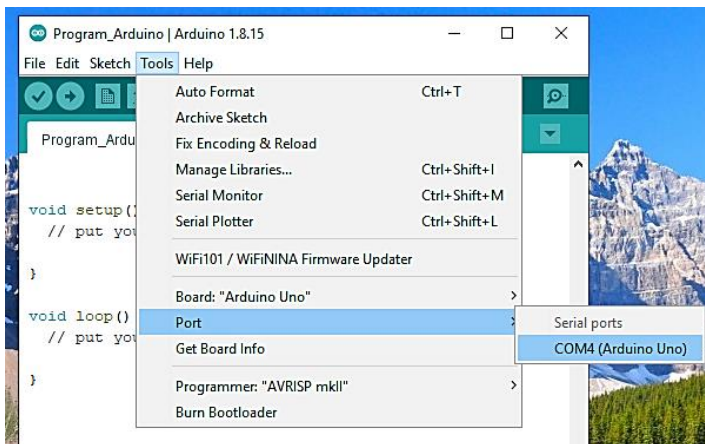 Program_Arduino | Arduino 1.8.15
File Edit Sketch Tools Help
Auto Format Ctrl+T
Archive Sketch
Program_Ardu
Fix Encoding & Reload
Manage Libraries... Ctrl+Shift+I
Serial Monitor Ctrl+Shift+M
void setup()
Serial Plotter Ctrl+Shift+L
// put you
WiFi101 / WiFiNINA Firmware Updater
}
Board: "Arduino Uno"
void loop()
Port
Serial ports
// put you
Get Board Info
COM4 (Arduino Uno)
}
Programmer: "AVRISP mkII"
Burn Bootloader